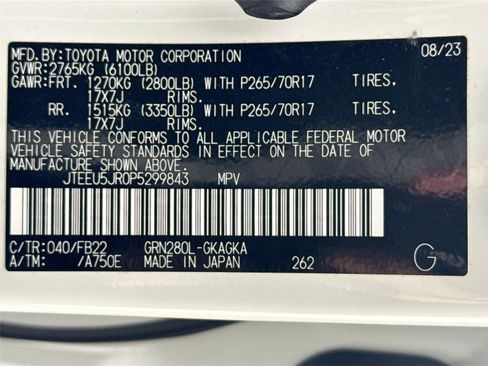 MFD.BY:TOYOTA MOTOR CORPORATION 08/23
GVWR:2765KG (6100LB)
GAWR:FRT. 1270KG (2800LB) WITH P265/70R17 TIRES.
17X7J RIMS.
RR. 1515KG (3350LB) WITH P265/70R17 TIRES.
17X7J RIMS.
THIS VEHICLE CONFORMS TO ALL APPLICABLE FEDERAL MOTOR
VEHICLE SAFETY STANDARDS IN EFFECT ON THE DATE OF
MANUFACTURE SHOWN ABOVE.
JTEEU5JR0P5299843 MPV
C/TR:040/FB22 GRN280L-GKAGKA
A/TM: /A750E MADE IN JAPAN 262 G